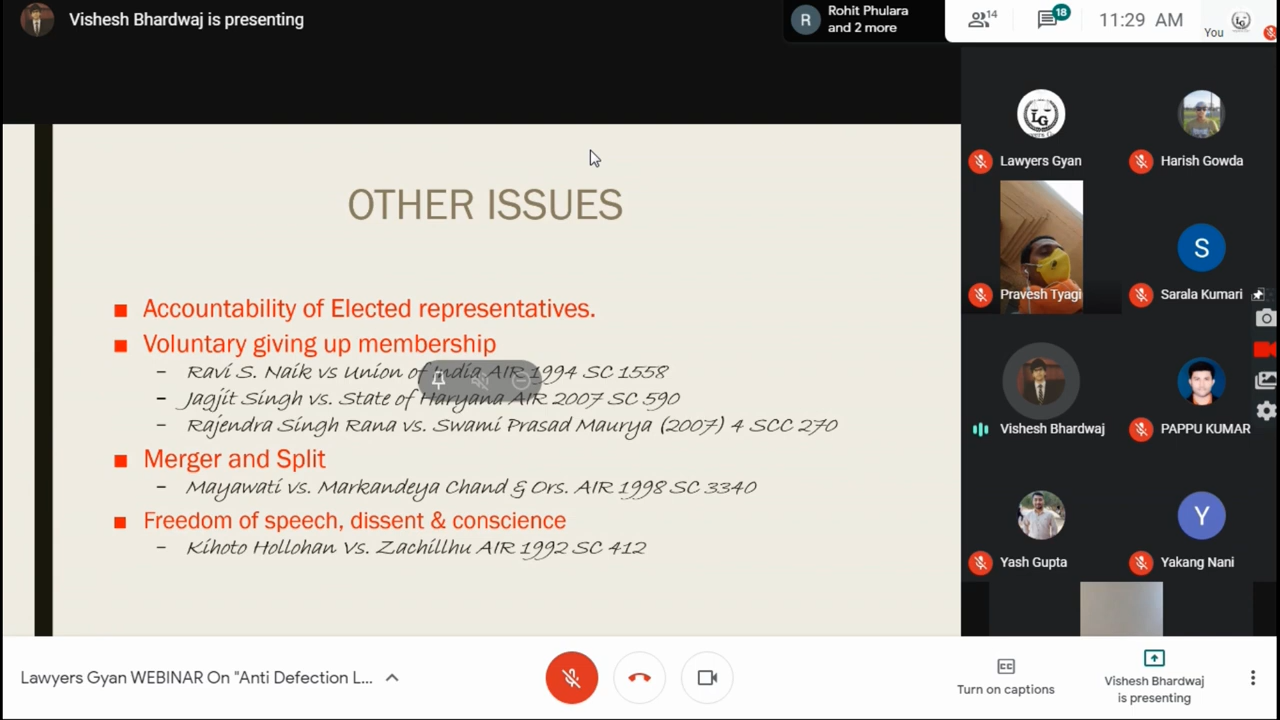 Vishesh Bhardwaj is presenting
R
Rohit Phulara
and 2 more
14
18
11:29 AM
You
OTHER ISSUES
Accountability of Elected representatives.
Voluntary giving up membership
– Ravi S. Naik vs Union of India AIR 1994 SC 1558
– Jagjit Singh vs. State of Haryana AIR 2007 SC 590
– Rajendra Singh Rana vs. Swami Prasad Maurya (2007) 4 SCC 270
Merger and Split
– Mayawati vs. Markandeya Chand & Ors. AIR 1998 SC 3340
Freedom of speech, dissent & conscience
– Kihoto Hollohan Vs. Zachillhu AIR 1992 SC 412
LG
Lawyers Gyan
Harish Gowda
Pravesh Tyagi
S
Sarala Kumari
Vishesh Bhardwaj
PAPPU KUMAR
Yash Gupta
Y
Yakang Nani
Lawyers Gyan WEBINAR On "Anti Defection L...
CC
Turn on captions
Vishesh Bhardwaj
is presenting